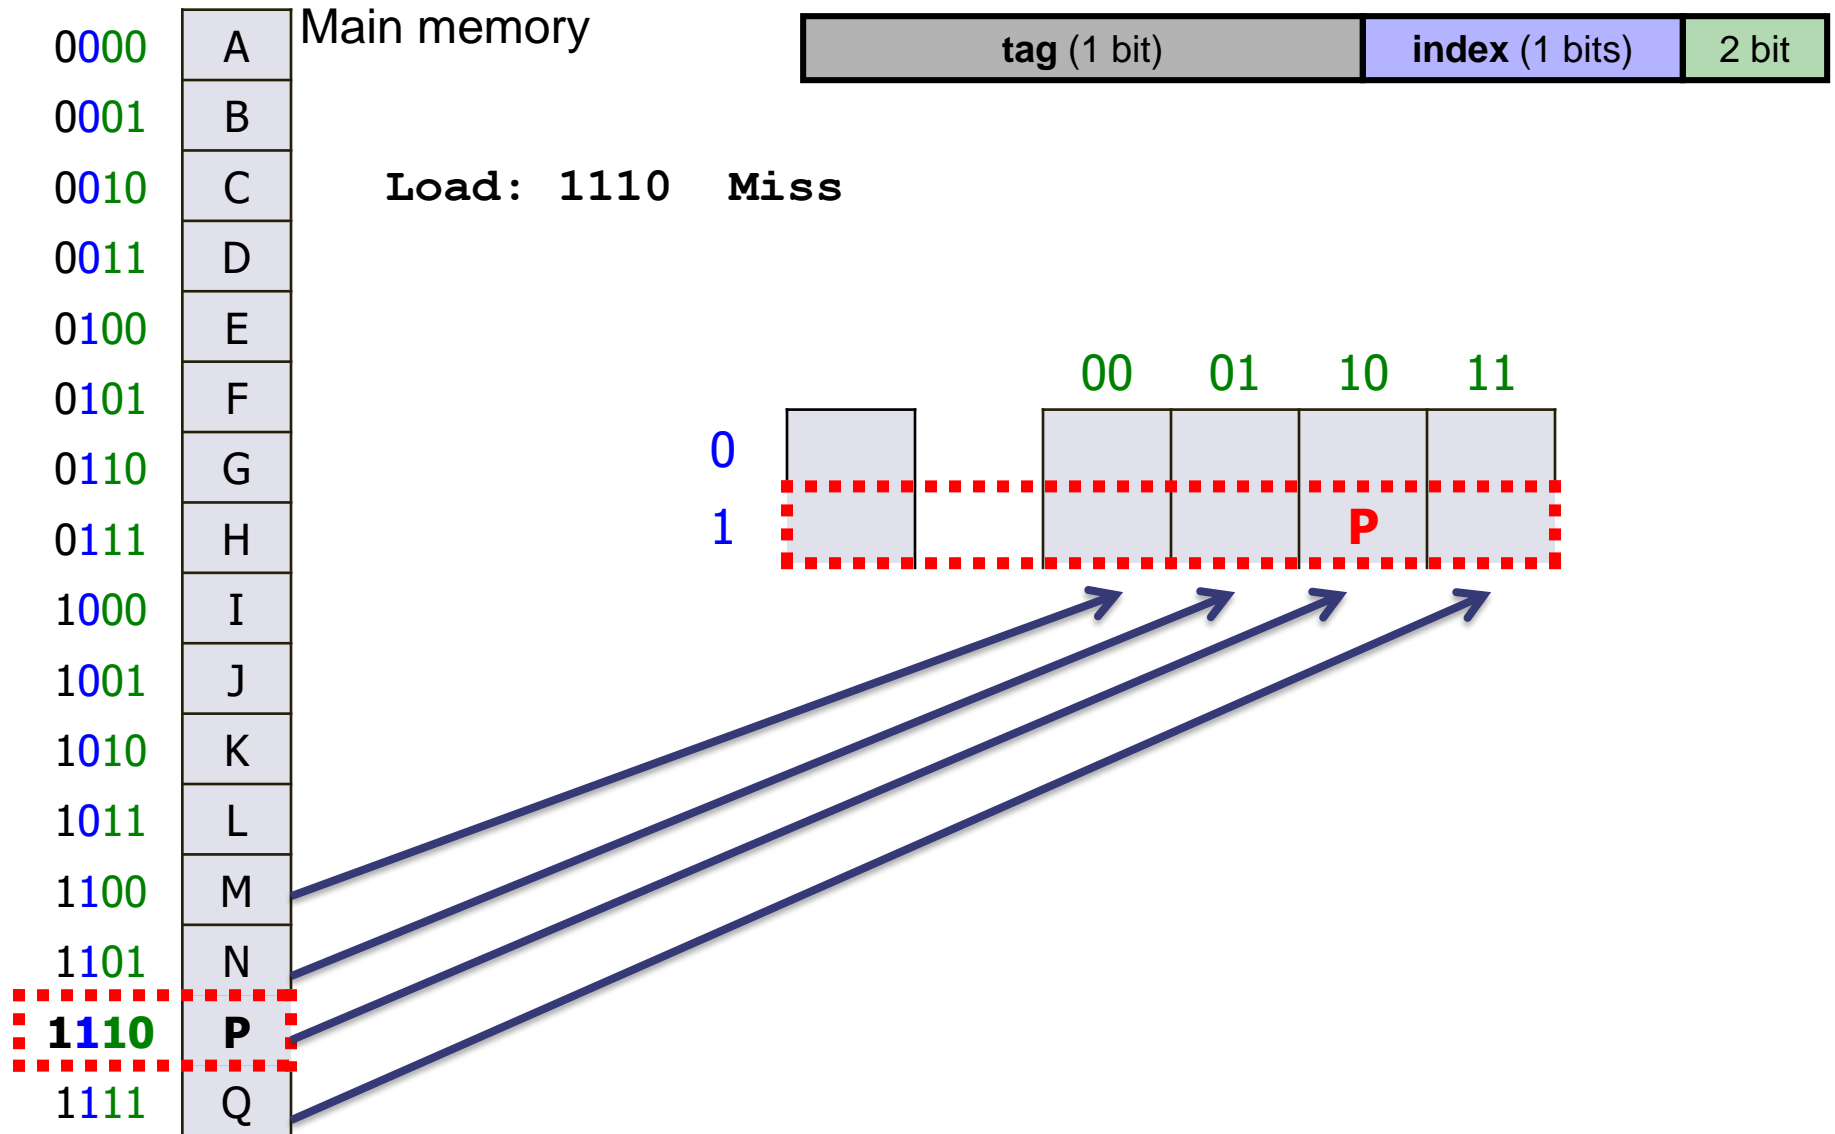 Main memory
tag (1 bit) index (1 bits) 2 bit
0000 A
0001 B
0010 C
0011 D
0100 E
0101 F
0110 G
0111 H
1000 I
1001 J
1010 K
1011 L
1100 M
1101 N
1110 P
1111 Q
Load: 1110 Miss
00 01 10 11
0
1 P